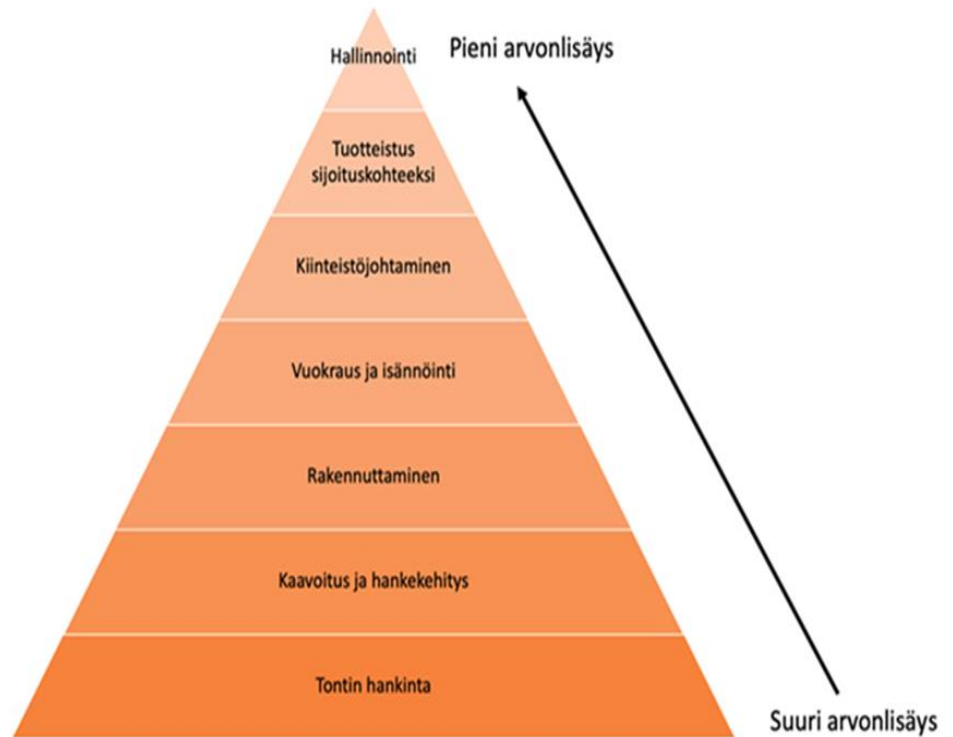 Hallinnointi
Pieni arvonlisäys
Tuotteistus
sijoituskohteeksi
Kiinteistöjohtaminen
Vuokraus ja isännöinti
Rakennuttaminen
Kaavoitus ja hankekehitys
Tontin hankinta
Suuri arvonlisäys